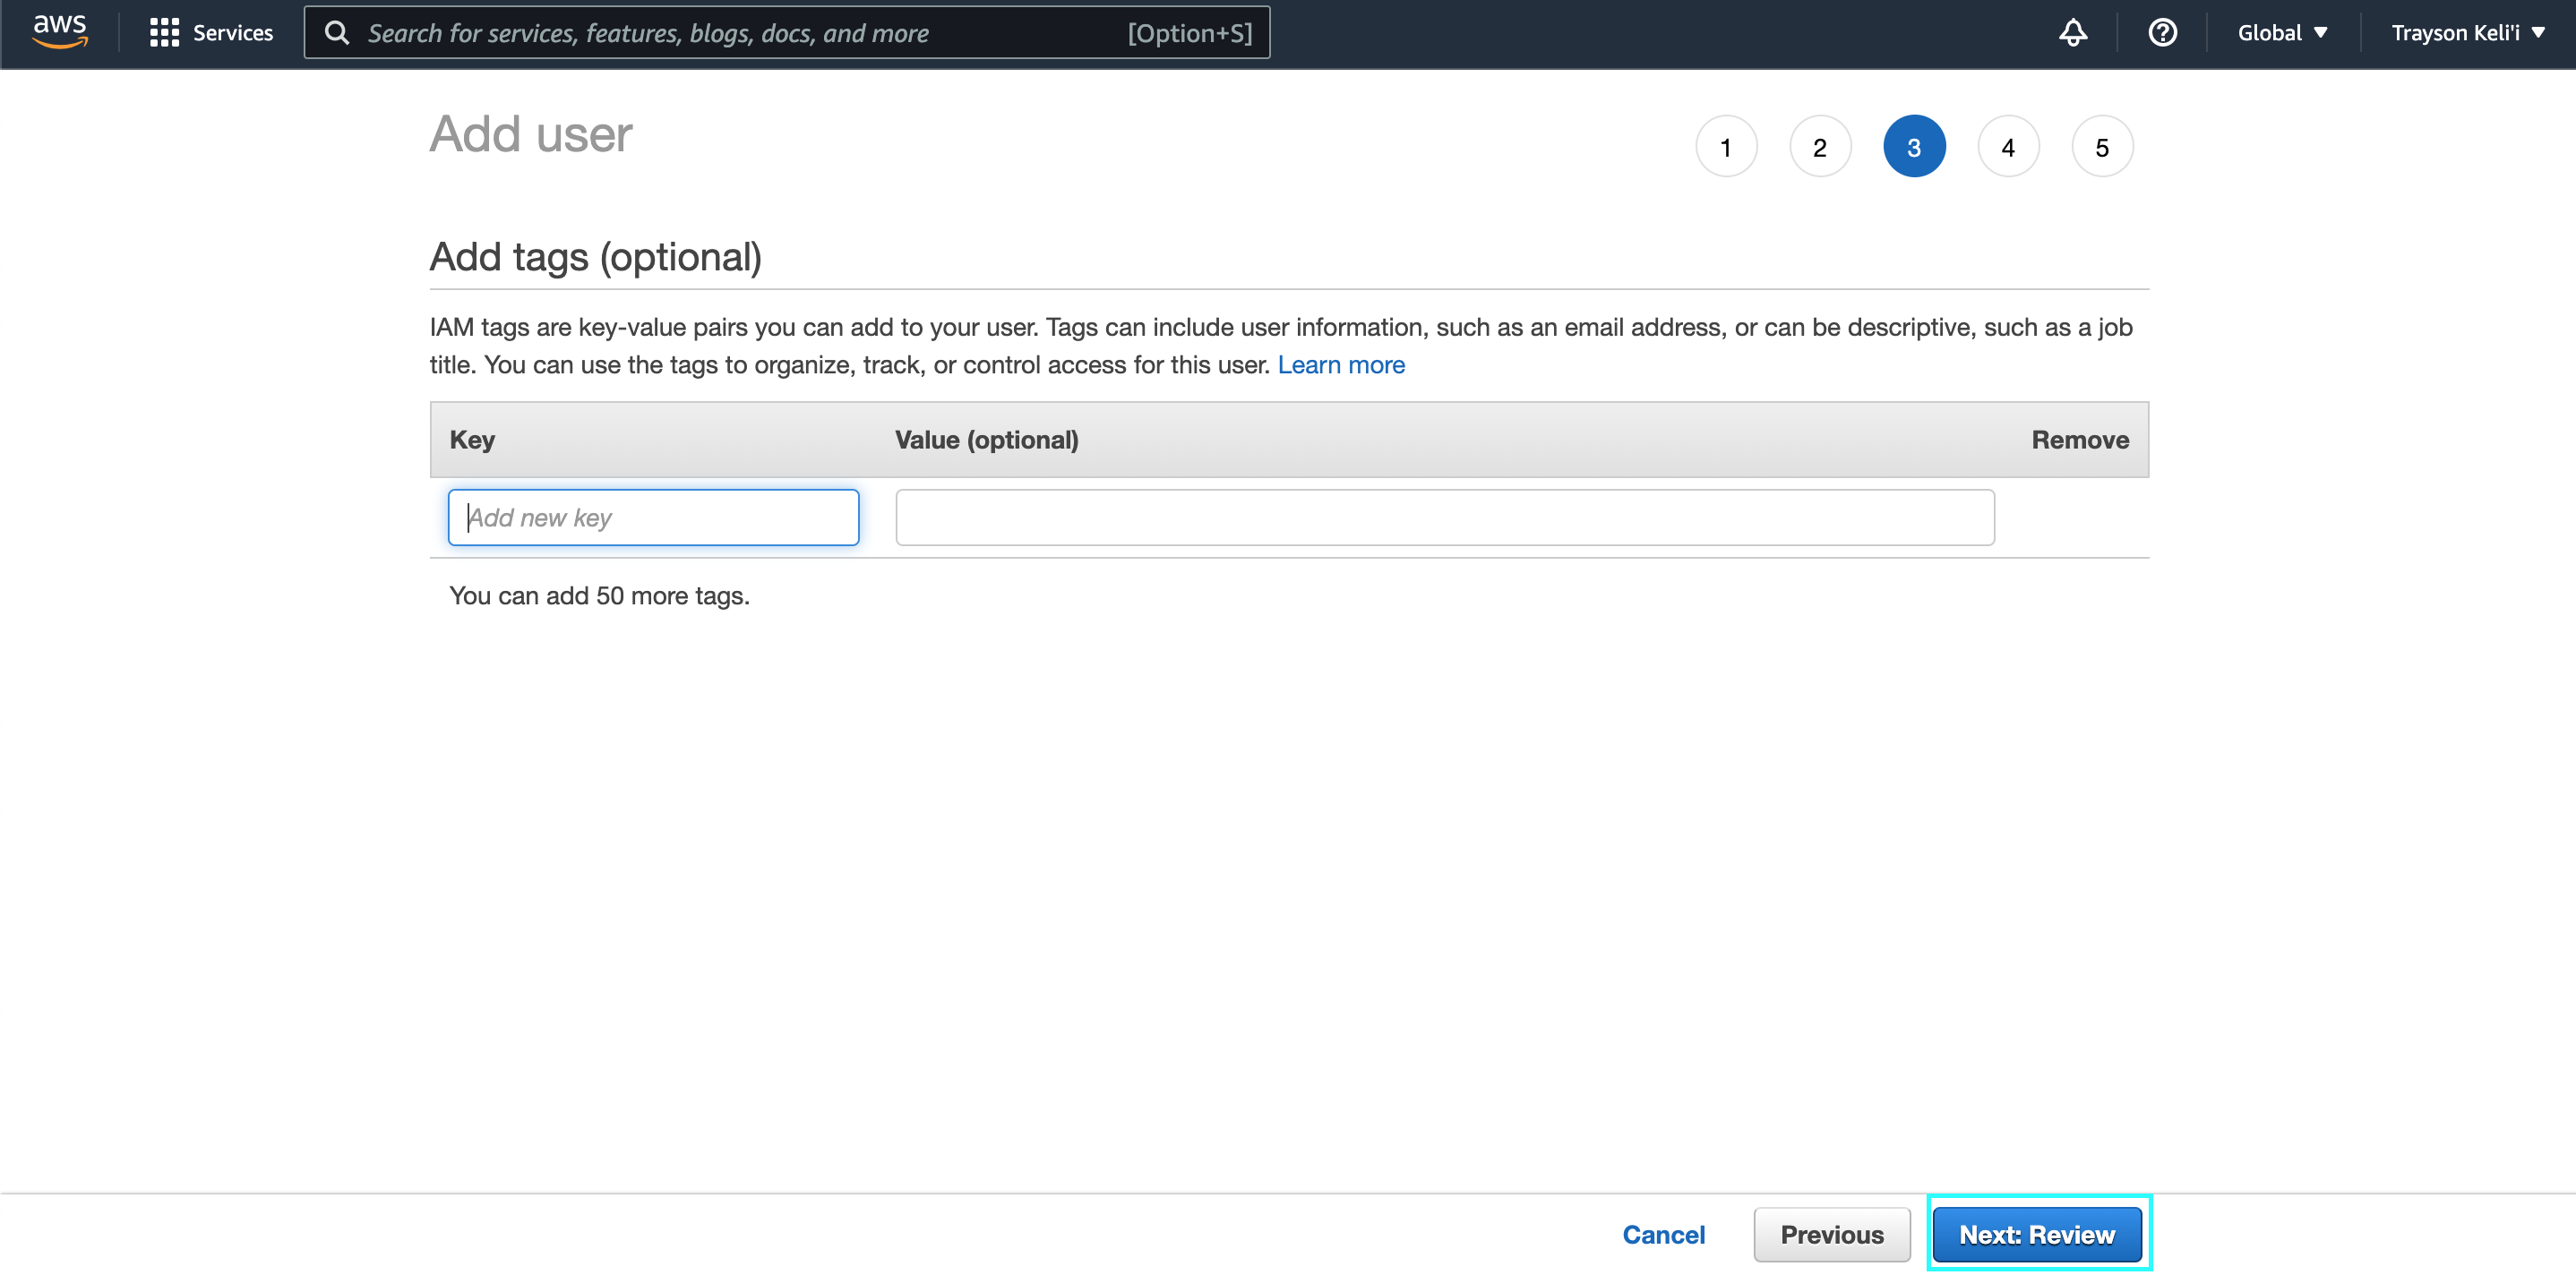 aws
Services
Search for services, features, blogs, docs, and more
[Option+S]
Global
Trayson Keli'i
Add user
1 2 3 4 5
Add tags (optional)
IAM tags are key-value pairs you can add to your user. Tags can include user information, such as an email address, or can be descriptive, such as a job
title. You can use the tags to organize, track, or control access for this user. Learn more
Key Value (optional) Remove
Add new key
You can add 50 more tags.
Cancel Previous Next: Review